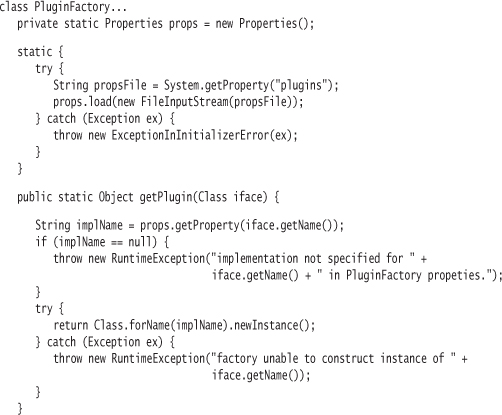 class PluginFactory...
private static Properties props = new Properties();
static {
try {
String propsFile = System.getProperty("plugins");
props.load(new FileInputStream(propsFile));
} catch (Exception ex) {
throw new ExceptionInInitializerError(ex);
}
}
public static Object getPlugin(Class iface) {
String implName = props.getProperty(iface.getName());
if (implName == null) {
throw new RuntimeException("implementation not specified for " +
iface.getName() + " in PluginFactory propeties.");
}
try {
return Class.forName(implName).newInstance();
} catch (Exception ex) {
throw new RuntimeException("factory unable to construct instance of " +
iface.getName());
}
}